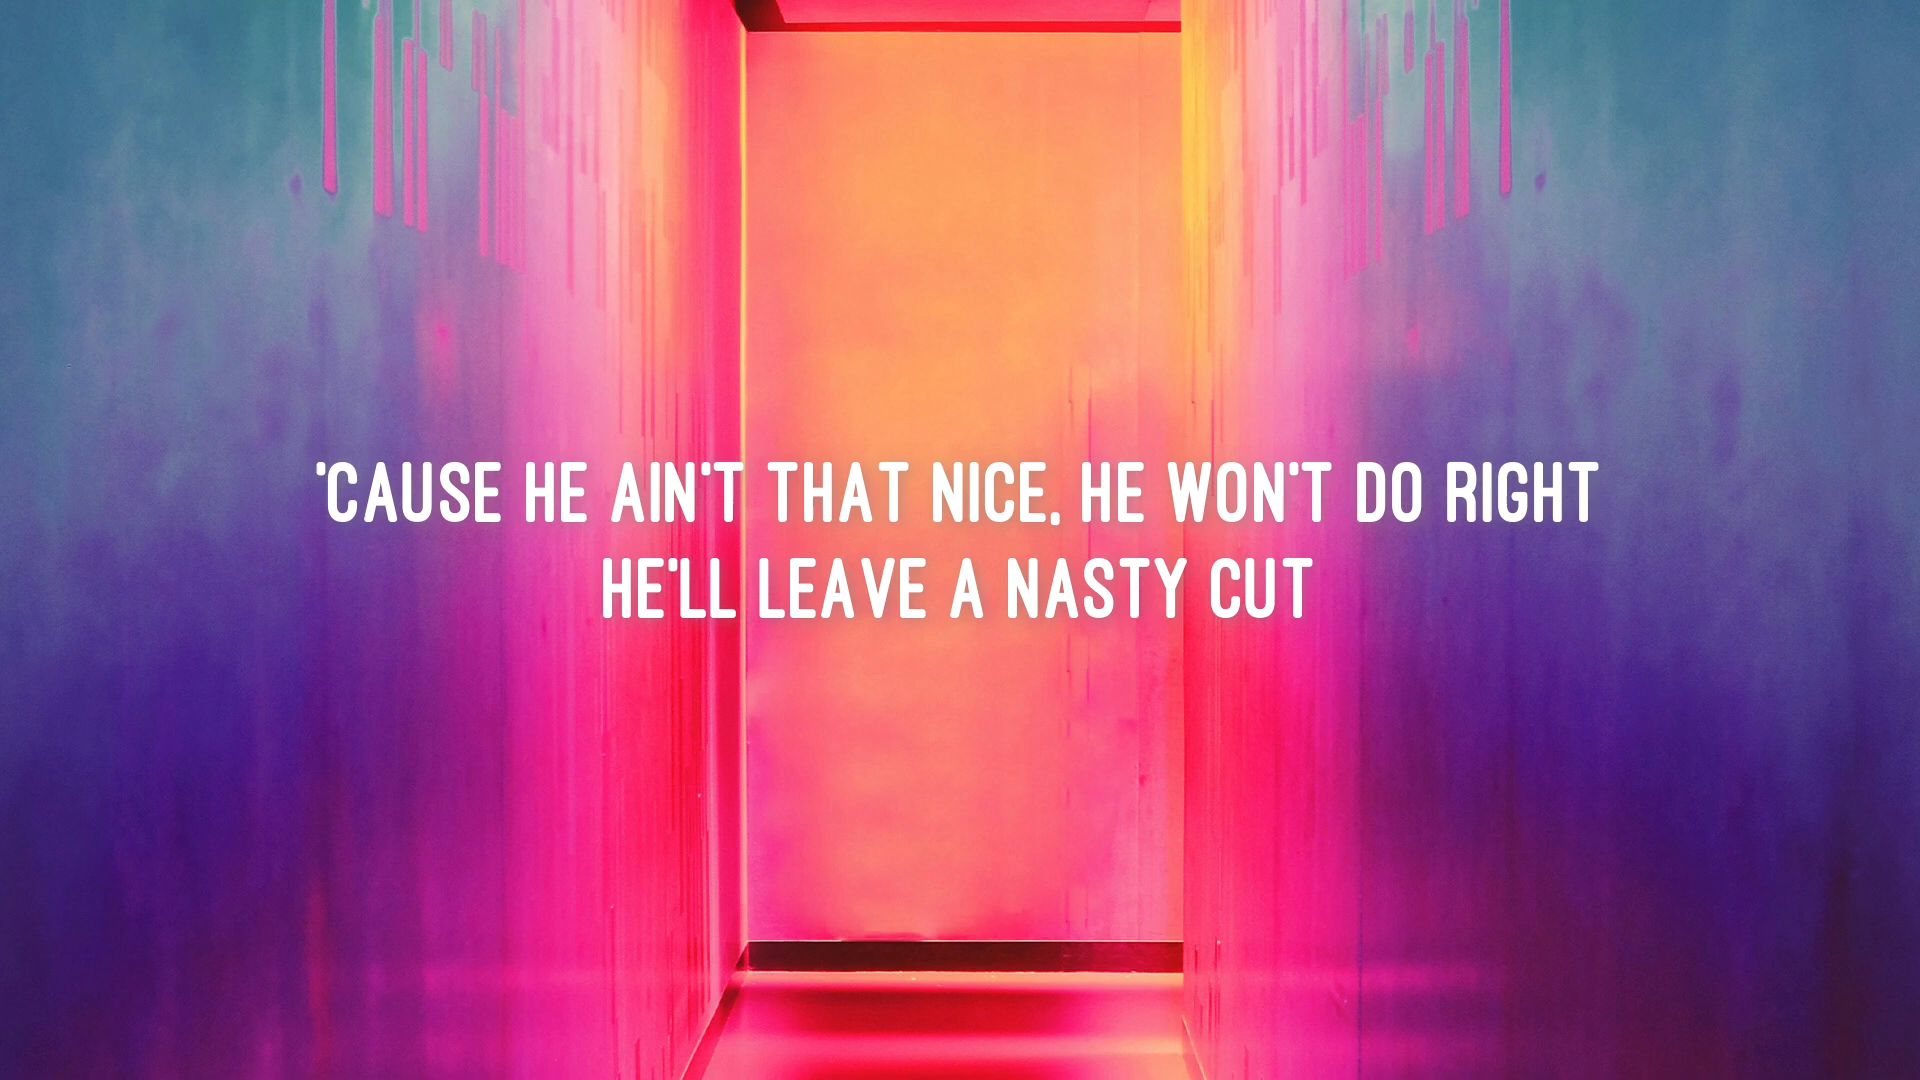 'CAUSE HE AIN'T THAT NICE, HE WON'T DO RIGHT
HE'LL LEAVE A NASTY CUT